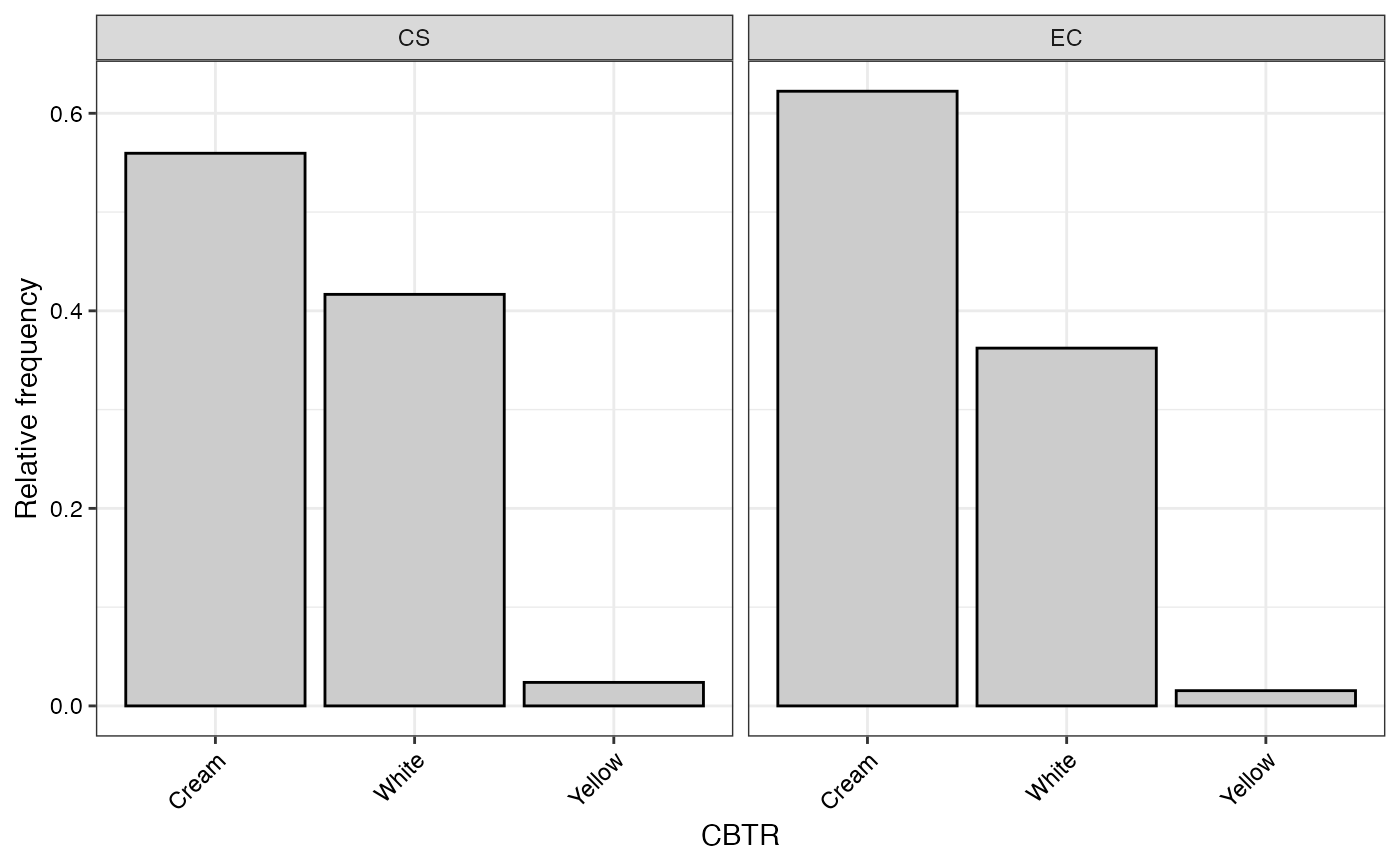 CS
EC
Relative frequency
0.6
0.4
0.2
0.0
Cream
White
Yellow
Cream
White
Yellow
CBTR